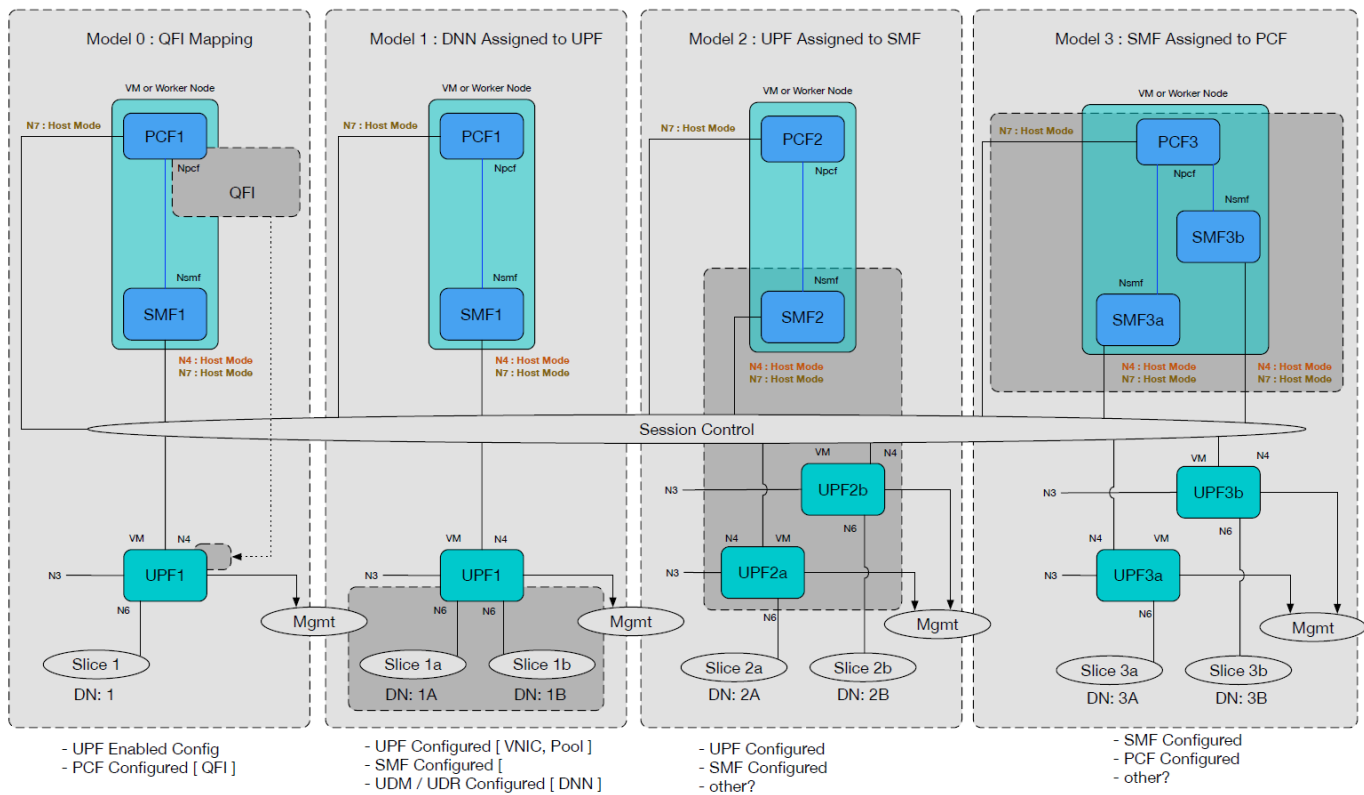 Model 0 : QFI Mapping
VM or Worker Node
N7 : Host Mode
PCF1
Npcf
QFI
Nsmf
SMF1
N4 : Host Mode
N7 : Host Mode
Model 1 : DNN Assigned to UPF
VM or Worker Node
N7 : Host Mode
PCF1
Npcf
Nsmf
SMF1
N4 : Host Mode
N7 : Host Mode
Model 2 : UPF Assigned to SMF
VM or Worker Node
N7 : Host Mode
PCF2
Npcf
Nsmf
SMF2
N4 : Host Mode
N7 : Host Mode
Model 3 : SMF Assigned to PCF
VM or Worker Node
N7 : Host Mode
PCF3
Npcf
Nsmf
SMF3b
Nsmf
SMF3a
N4 : Host Mode
N7 : Host Mode
N4 : Host Mode
N7 : Host Mode
Session Control
VM
N4
N3
UPF1
N6
Mgmt
Slice 1
DN: 1
VM
N4
N3
UPF1
N6
N6
Mgmt
Slice 1a
Slice 1b
DN: 1A
DN: 1B
VM
N4
N3
UPF2b
N6
N4
VM
N3
UPF2a
N6
Mgmt
Slice 2a
Slice 2b
DN: 2A
DN: 2B
VM
N4
N3
UPF3b
N6
N4
VM
N3
UPF3a
N6
Mgmt
Slice 3a
Slice 3b
DN: 3A
DN: 3B
- UPF Enabled Config
- PCF Configured [ QFI ]
- UPF Configured [ VNIC, Pool ]
- SMF Configured [
- UDM / UDR Configured [ DNN ]
- UPF Configured
- SMF Configured
- other?
- SMF Configured
- PCF Configured
- other?